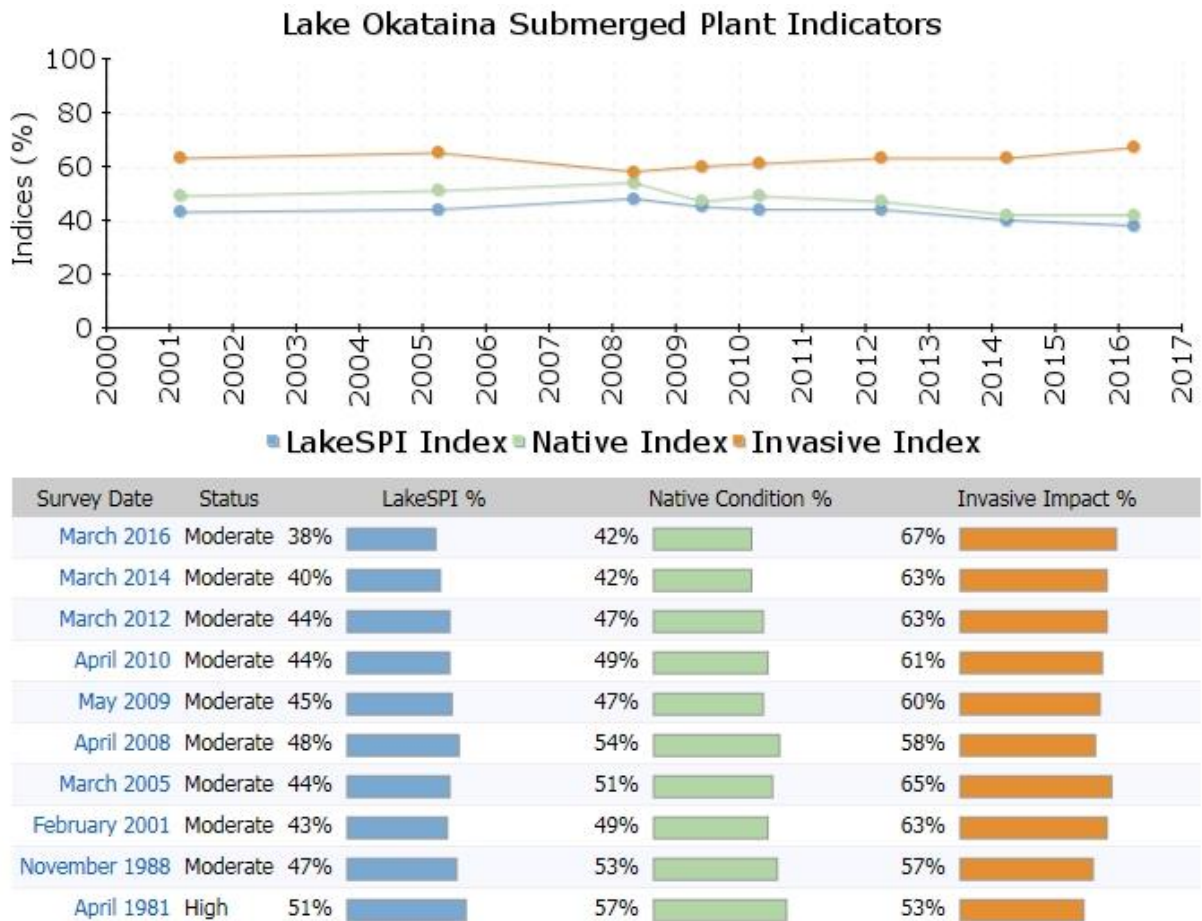 Lake Okataina Submerged Plant Indicators
100
80
60
40
20
0
Indices (%)
2000 2001 2002 2003 2004 2005 2006 2007 2008 2009 2010 2011 2012 2013 2014 2015 2016 2017
LakeSPI Index Native Index Invasive Index
Survey Date Status LakeSPI % Native Condition % Invasive Impact %
March 2016 Moderate 38% 42% 67%
March 2014 Moderate 40% 42% 63%
March 2012 Moderate 44% 47% 63%
April 2010 Moderate 44% 49% 61%
May 2009 Moderate 45% 47% 60%
April 2008 Moderate 48% 54% 58%
March 2005 Moderate 44% 51% 65%
February 2001 Moderate 43% 49% 63%
November 1988 Moderate 47% 53% 57%
April 1981 High 51% 57% 53%